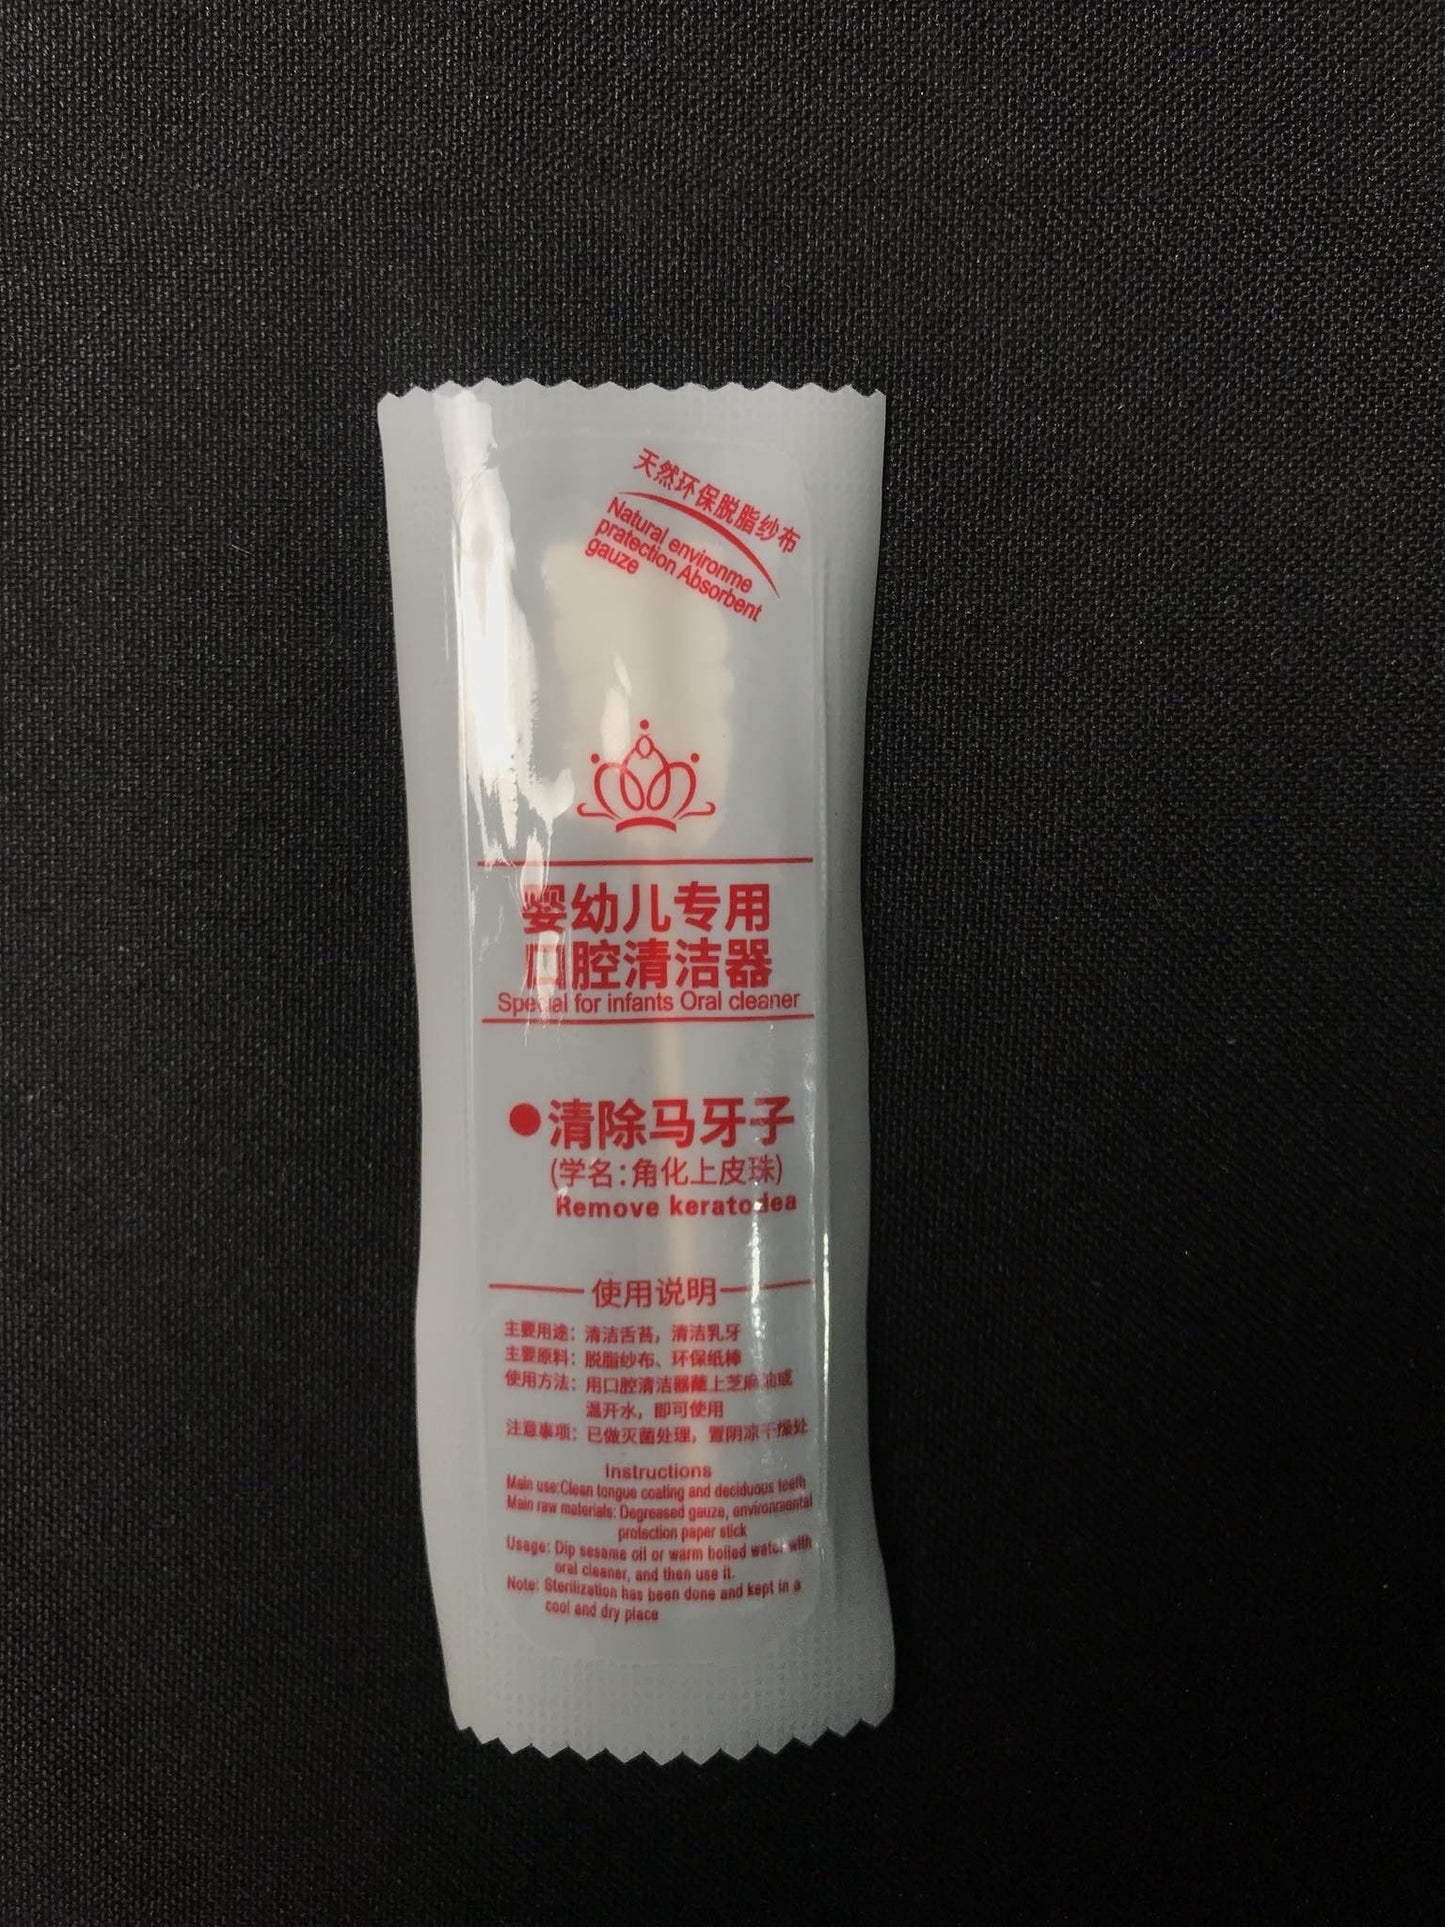 天然环保脱脂纱布
Natural environme
pratection Absorbent
gauze
婴幼儿专用
口腔清洁器
Special for infants Oral cleaner
清除马牙子
(学名:角化上皮珠)
Remove keratodea
使用说明
主要用途：清洁舌苔，清洁乳牙
主要原料：脱脂纱布、环保纸棒
使用方法：用口腔清洁器蘸上芝麻油或
温开水，即可使用
注意事项：已做灭菌处理，置阴凉干燥处
Instructions
Main use:Clean tongue coating and deciduous teeth
Main raw materials: Degreased gauze, environmental
protection paper stick
Usage: Dip sesame oil or warm boiled water with
oral cleaner, and then use it.
Note: Sterilization has been done and kept in a
cool and dry place